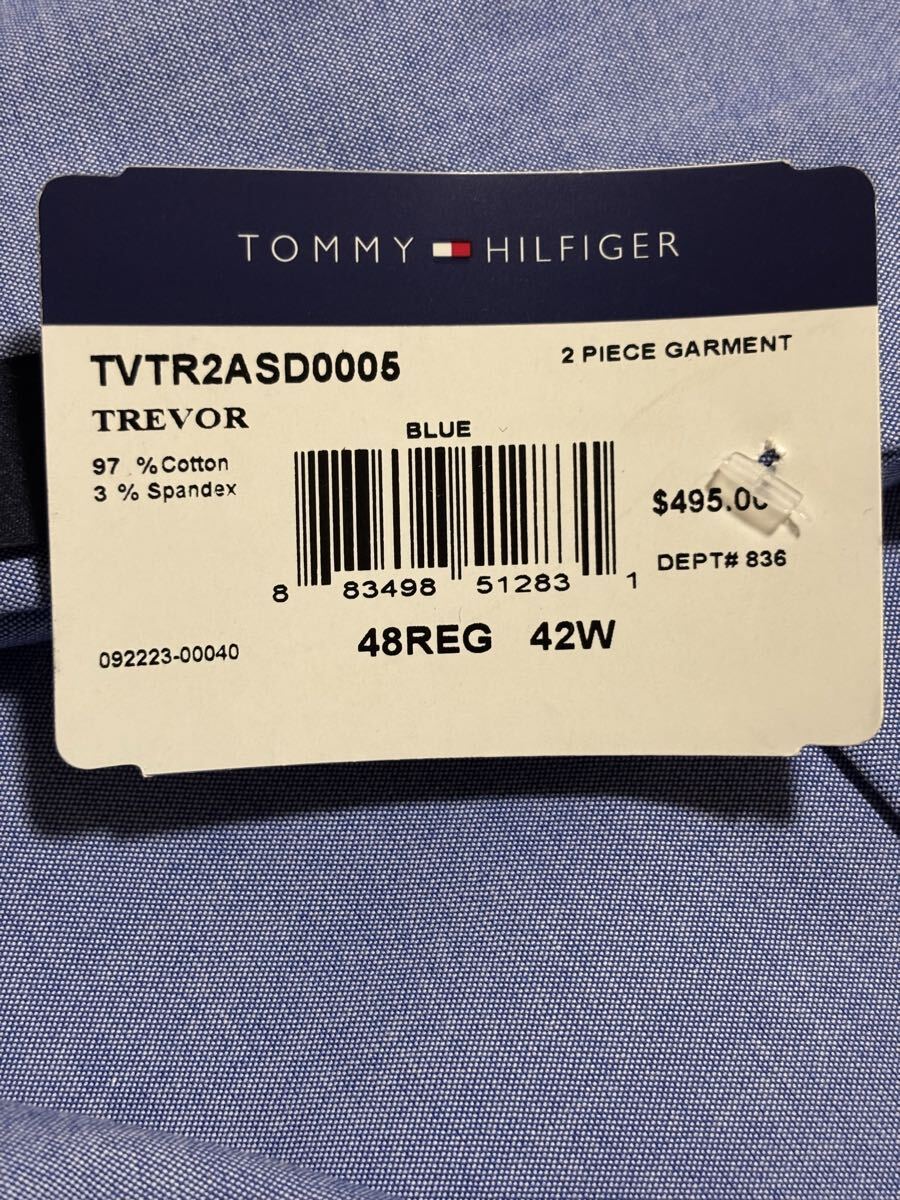 TOMMY HILFIGER
TVTR2ASD0005
2 PIECE GARMENT
TREVOR
BLUE
97 % Cotton
3 % Spandex
$495.00
DEPT# 836
8 83498 51283 1
092223-00040
48REG 42W